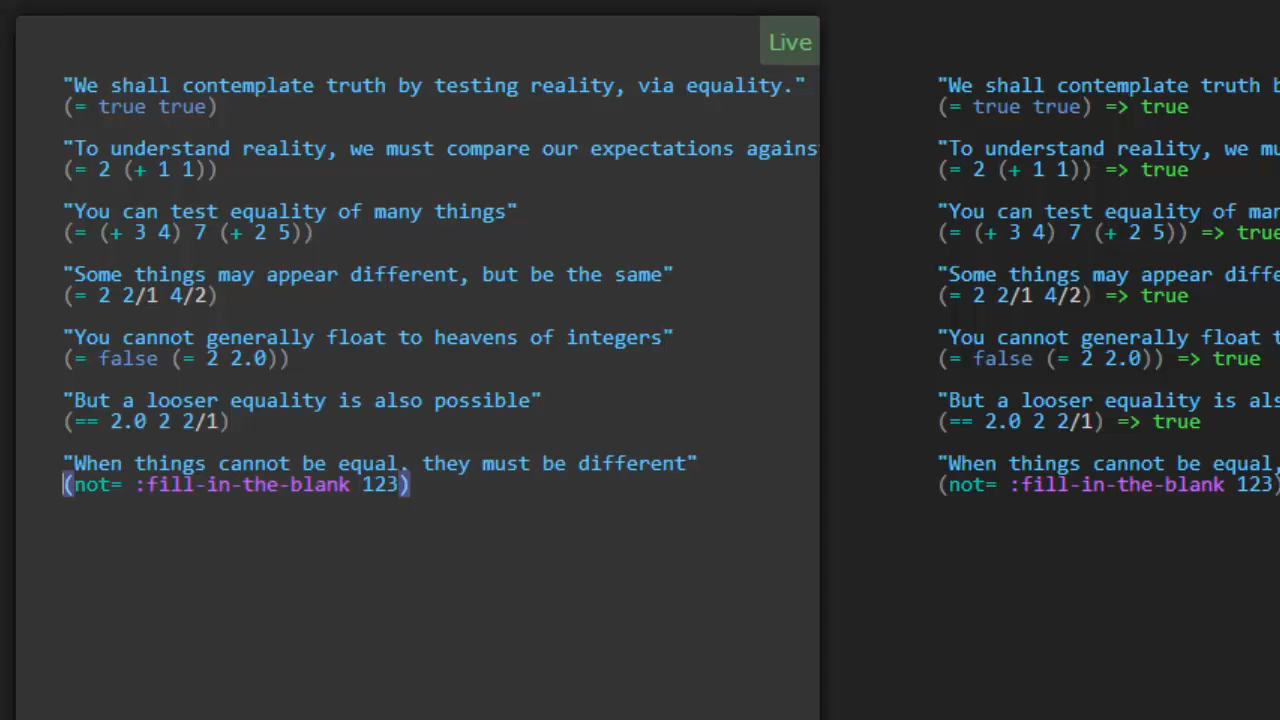 Live
"We shall contemplate truth by testing reality, via equality."
(= true true)
"To understand reality, we must compare our expectations agains
(= 2 (+ 1 1))
"You can test equality of many things"
(= (+ 3 4) 7 (+ 2 5))
"Some things may appear different, but be the same"
(= 2 2/1 4/2)
"You cannot generally float to heavens of integers"
(= false (= 2 2.0))
"But a looser equality is also possible"
(== 2.0 2 2/1)
"When things cannot be equal, they must be different"
(not= :fill-in-the-blank 123)
"We shall contemplate truth b
(= true true) => true
"To understand reality, we mu
(= 2 (+ 1 1)) => true
"You can test equality of man
(= (+ 3 4) 7 (+ 2 5)) => true
"Some things may appear diffe
(= 2 2/1 4/2) => true
"You cannot generally float t
(= false (= 2 2.0)) => true
"But a looser equality is als
(== 2.0 2 2/1) => true
"When things cannot be equal,
(not= :fill-in-the-blank 123)